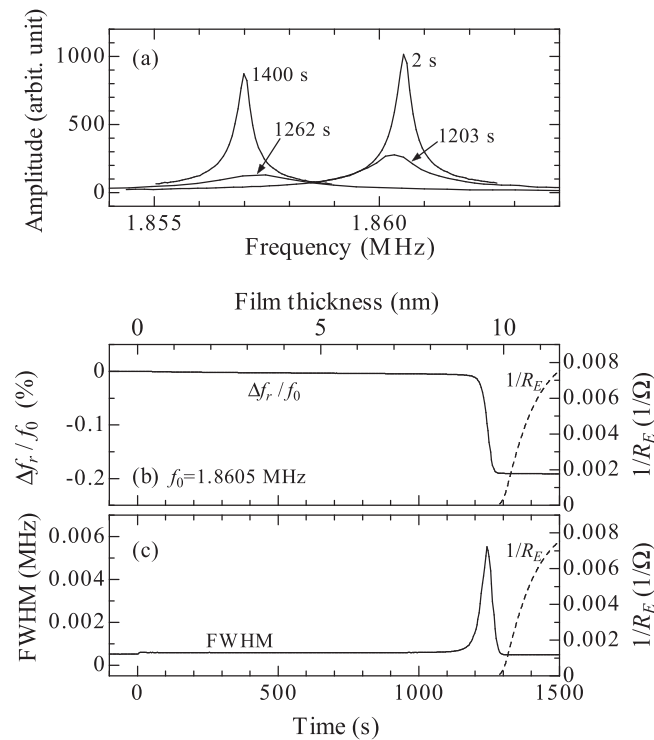 (a)
1000
500
0
Amplitude (arbit. unit)
1400 s
2 s
1262 s
1203 s
1.855
1.860
Frequency (MHz)
Film thickness (nm)
0
5
10
0
-0.1
-0.2
Δfr / f0 (%)
Δfr / f0
1/RE
(b) f0=1.8605 MHz
0.008
0.006
0.004
0.002
0
1/RE (1/Ω)
(c)
0.006
0.004
0.002
0
FWHM (MHz)
FWHM
1/RE
0.008
0.006
0.004
0.002
0
1/RE (1/Ω)
0
500
1000
1500
Time (s)